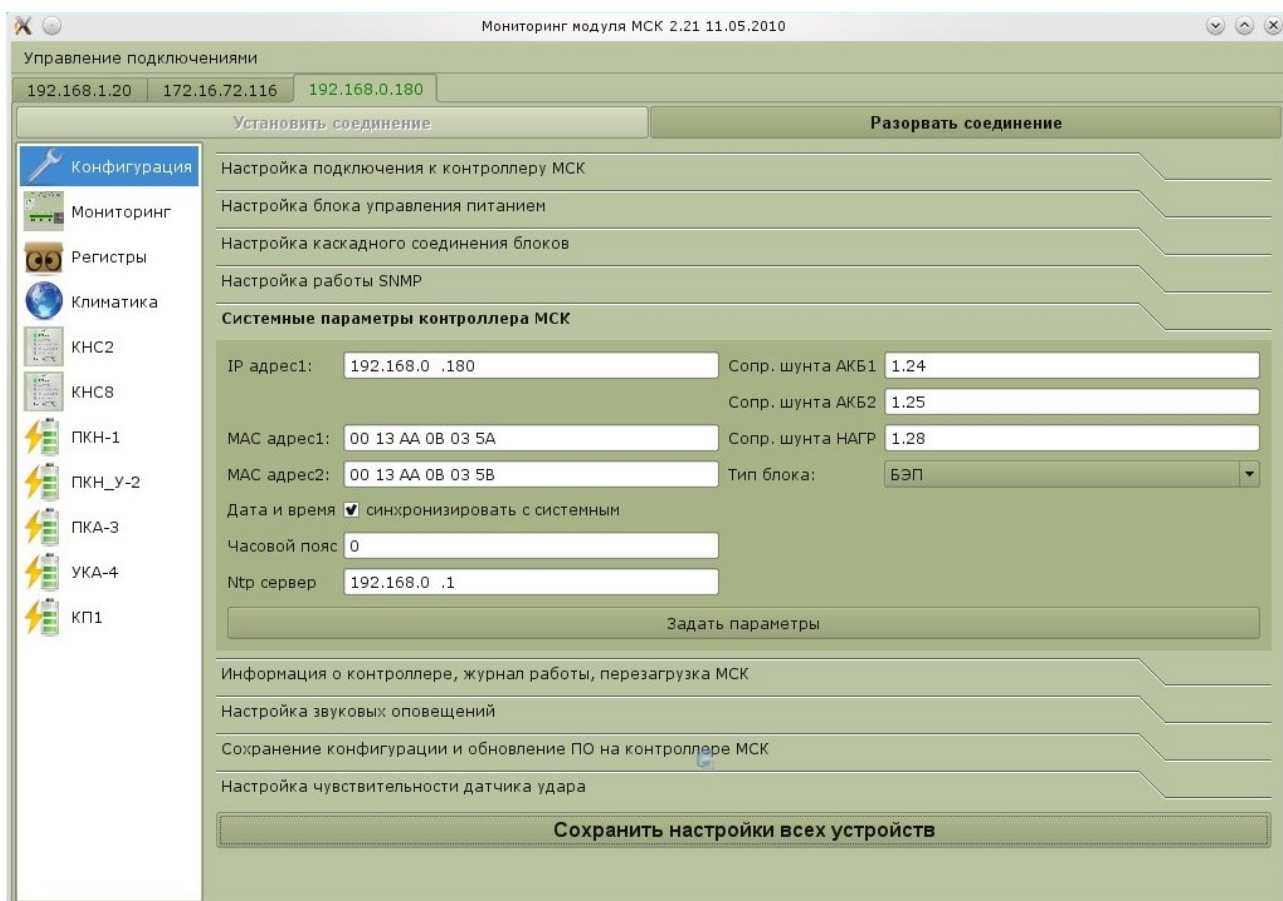 Мониторинг модуля МСК 2.21 11.05.2010
Управление подключениями
192.168.1.20 172.16.72.116 192.168.0.180
Установить соединение Разорвать соединение
Конфигурация
Мониторинг
Регистры
Климатика
КНС2
КНС8
ПКН-1
ПКН_У-2
ПКА-3
УКА-4
КП1
Настройка подключения к контроллеру МСК
Настройка блока управления питанием
Настройка каскадного соединения блоков
Настройка работы SNMP
Системные параметры контроллера МСК
IP адрес1: 192.168.0 .180 Сопр. шунта АКБ1 1.24
Сопр. шунта АКБ2 1.25
MAC адрес1: 00 13 AA 0B 03 5A Сопр. шунта НАГР 1.28
MAC адрес2: 00 13 AA 0B 03 5B Тип блока: БЭП
Дата и время синхронизировать с системным
Часовой пояс 0
Ntp сервер 192.168.0 .1
Задать параметры
Информация о контроллере, журнал работы, перезагрузка МСК
Настройка звуковых оповещений
Сохранение конфигурации и обновление ПО на контроллере МСК
Настройка чувствительности датчика удара
Сохранить настройки всех устройств